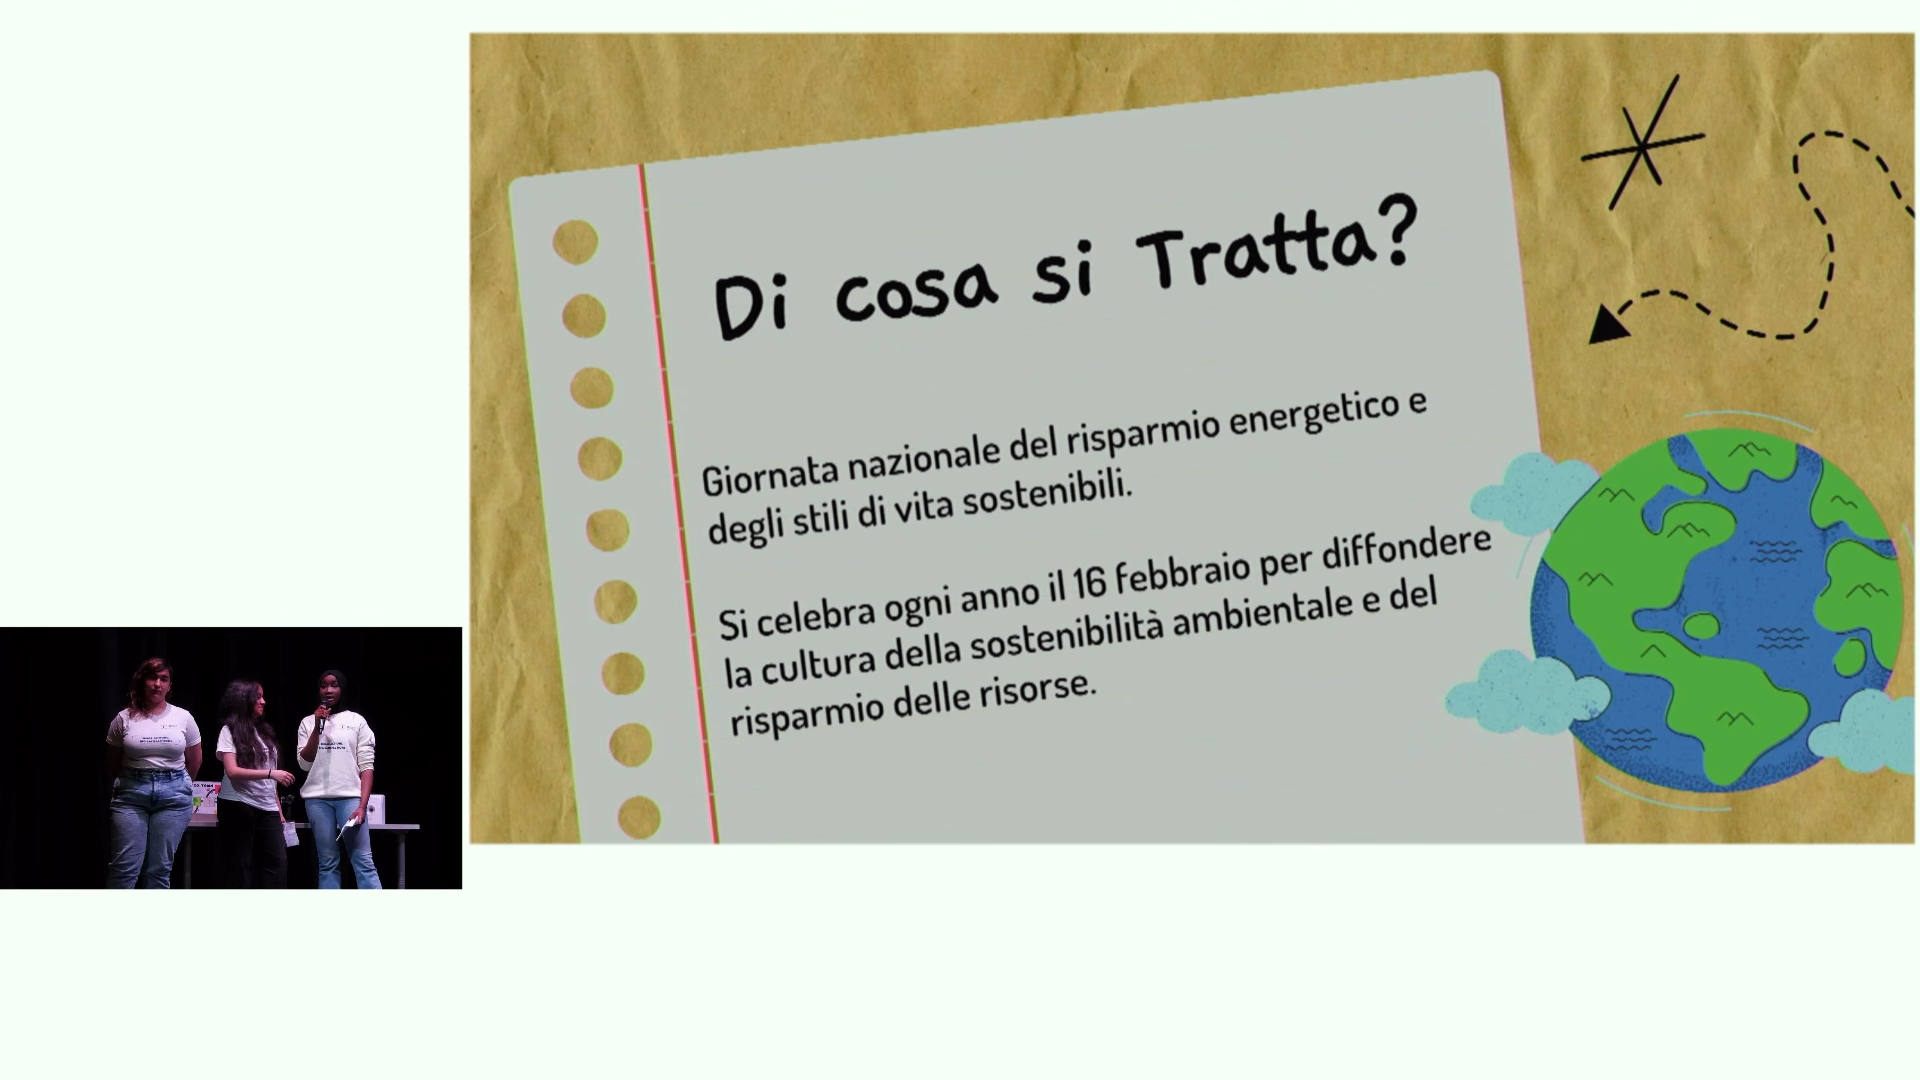 Di cosa si Tratta?
Giornata nazionale del risparmio energetico e
degli stili di vita sostenibili.
Si celebra ogni anno il 16 febbraio per diffondere
la cultura della sostenibilità ambientale e del
risparmio delle risorse.